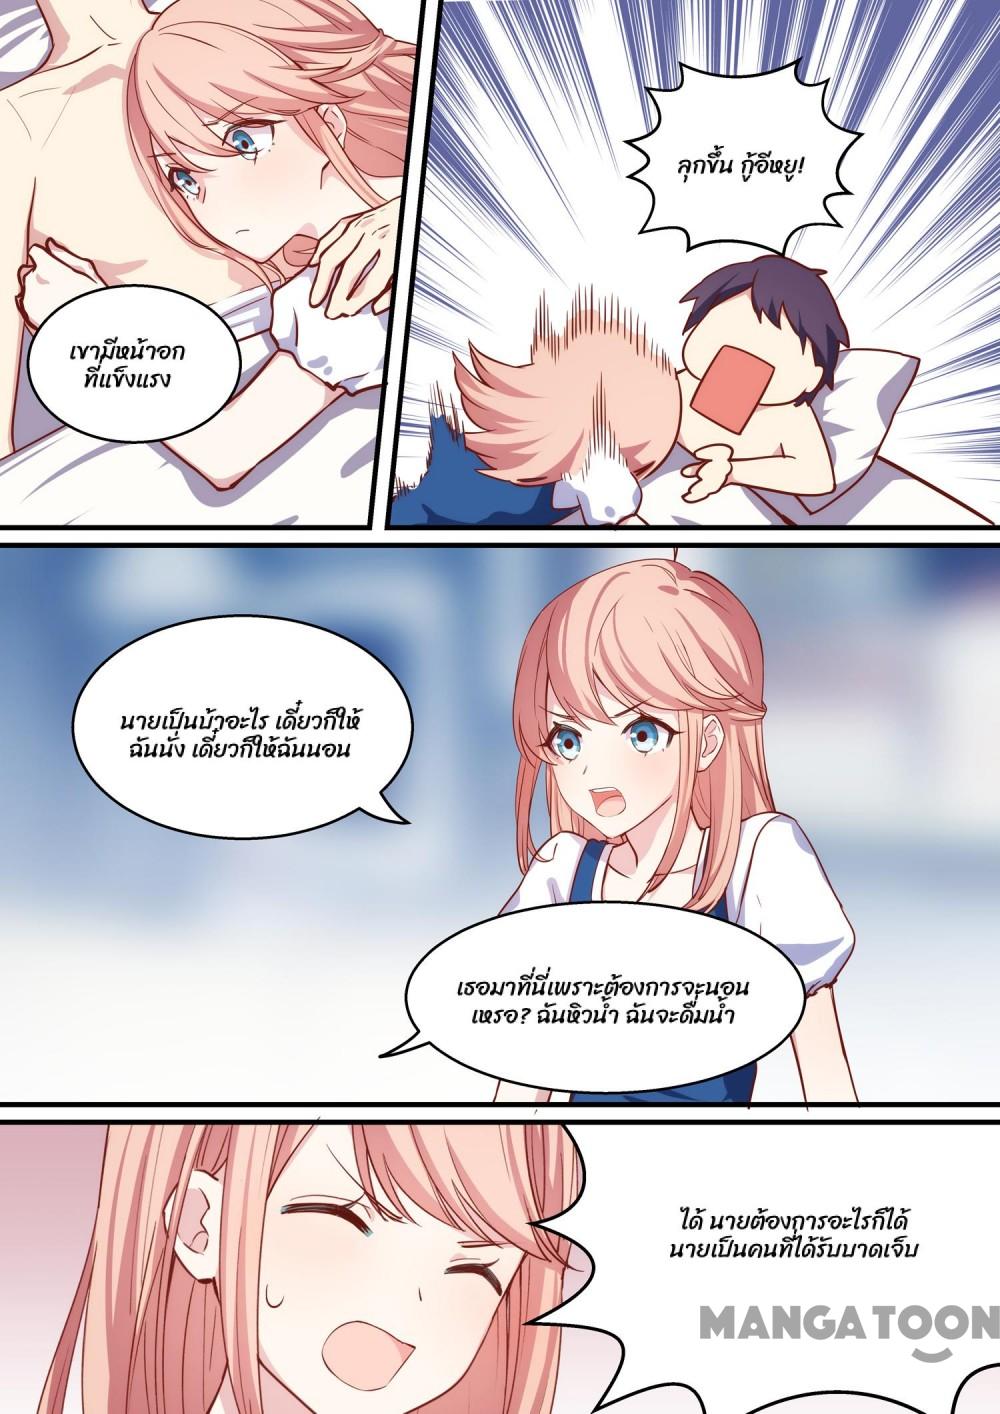 เขามีหน้าอก
ที่แข็งแรง
ลุกขึ้น กู้อีหยู!
นายเป็นบ้าอะไร เดี๋ยวก็ให้
ฉันนั่ง เดี๋ยวก็ให้ฉันนอน
เธอมาที่นี่เพราะต้องการจะนอน
เหรอ? ฉันหิวน้ำ ฉันจะดื่มน้ำ
ได้ นายต้องการอะไรก็ได้
นายเป็นคนที่ได้รับบาดเจ็บ
MANGATOON